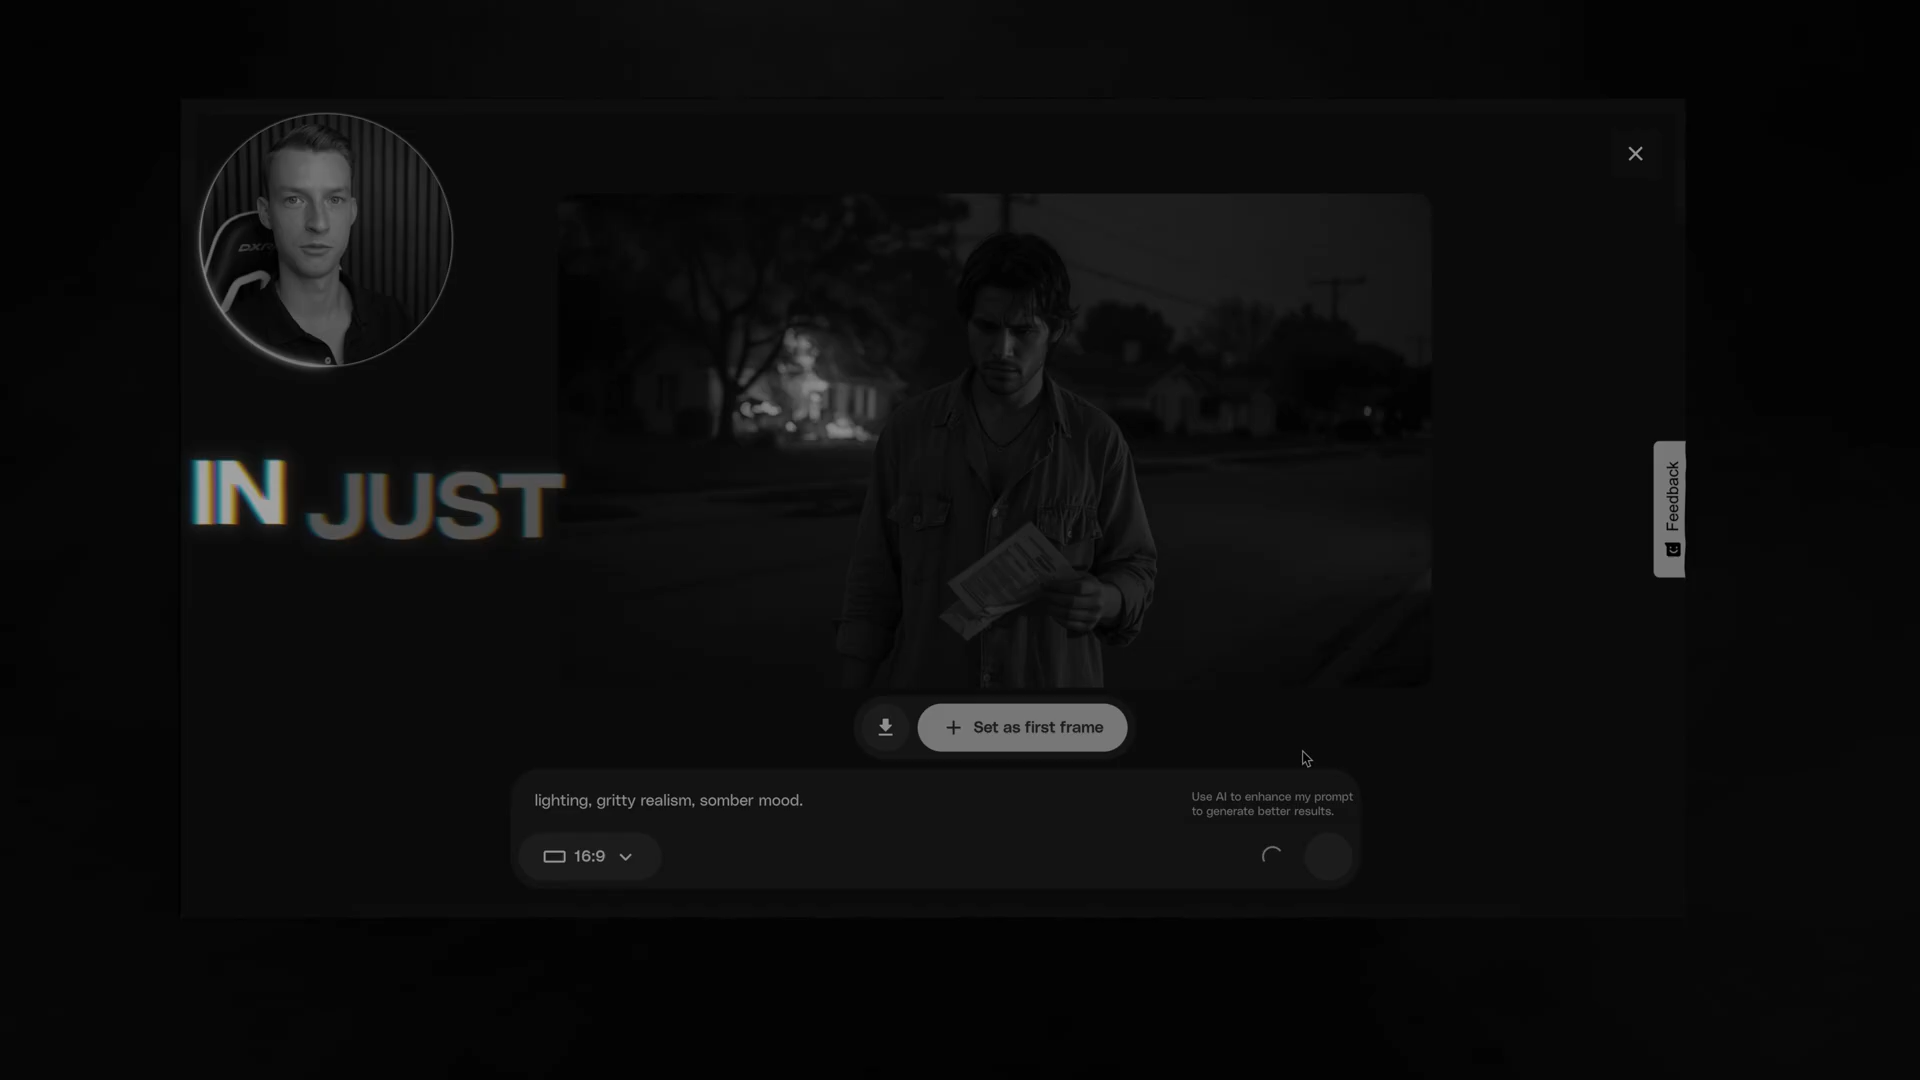 IN JUST
Feedback
Set as first frame
lighting, gritty realism, somber mood.
Use AI to enhance my prompt
to generate better results.
16:9